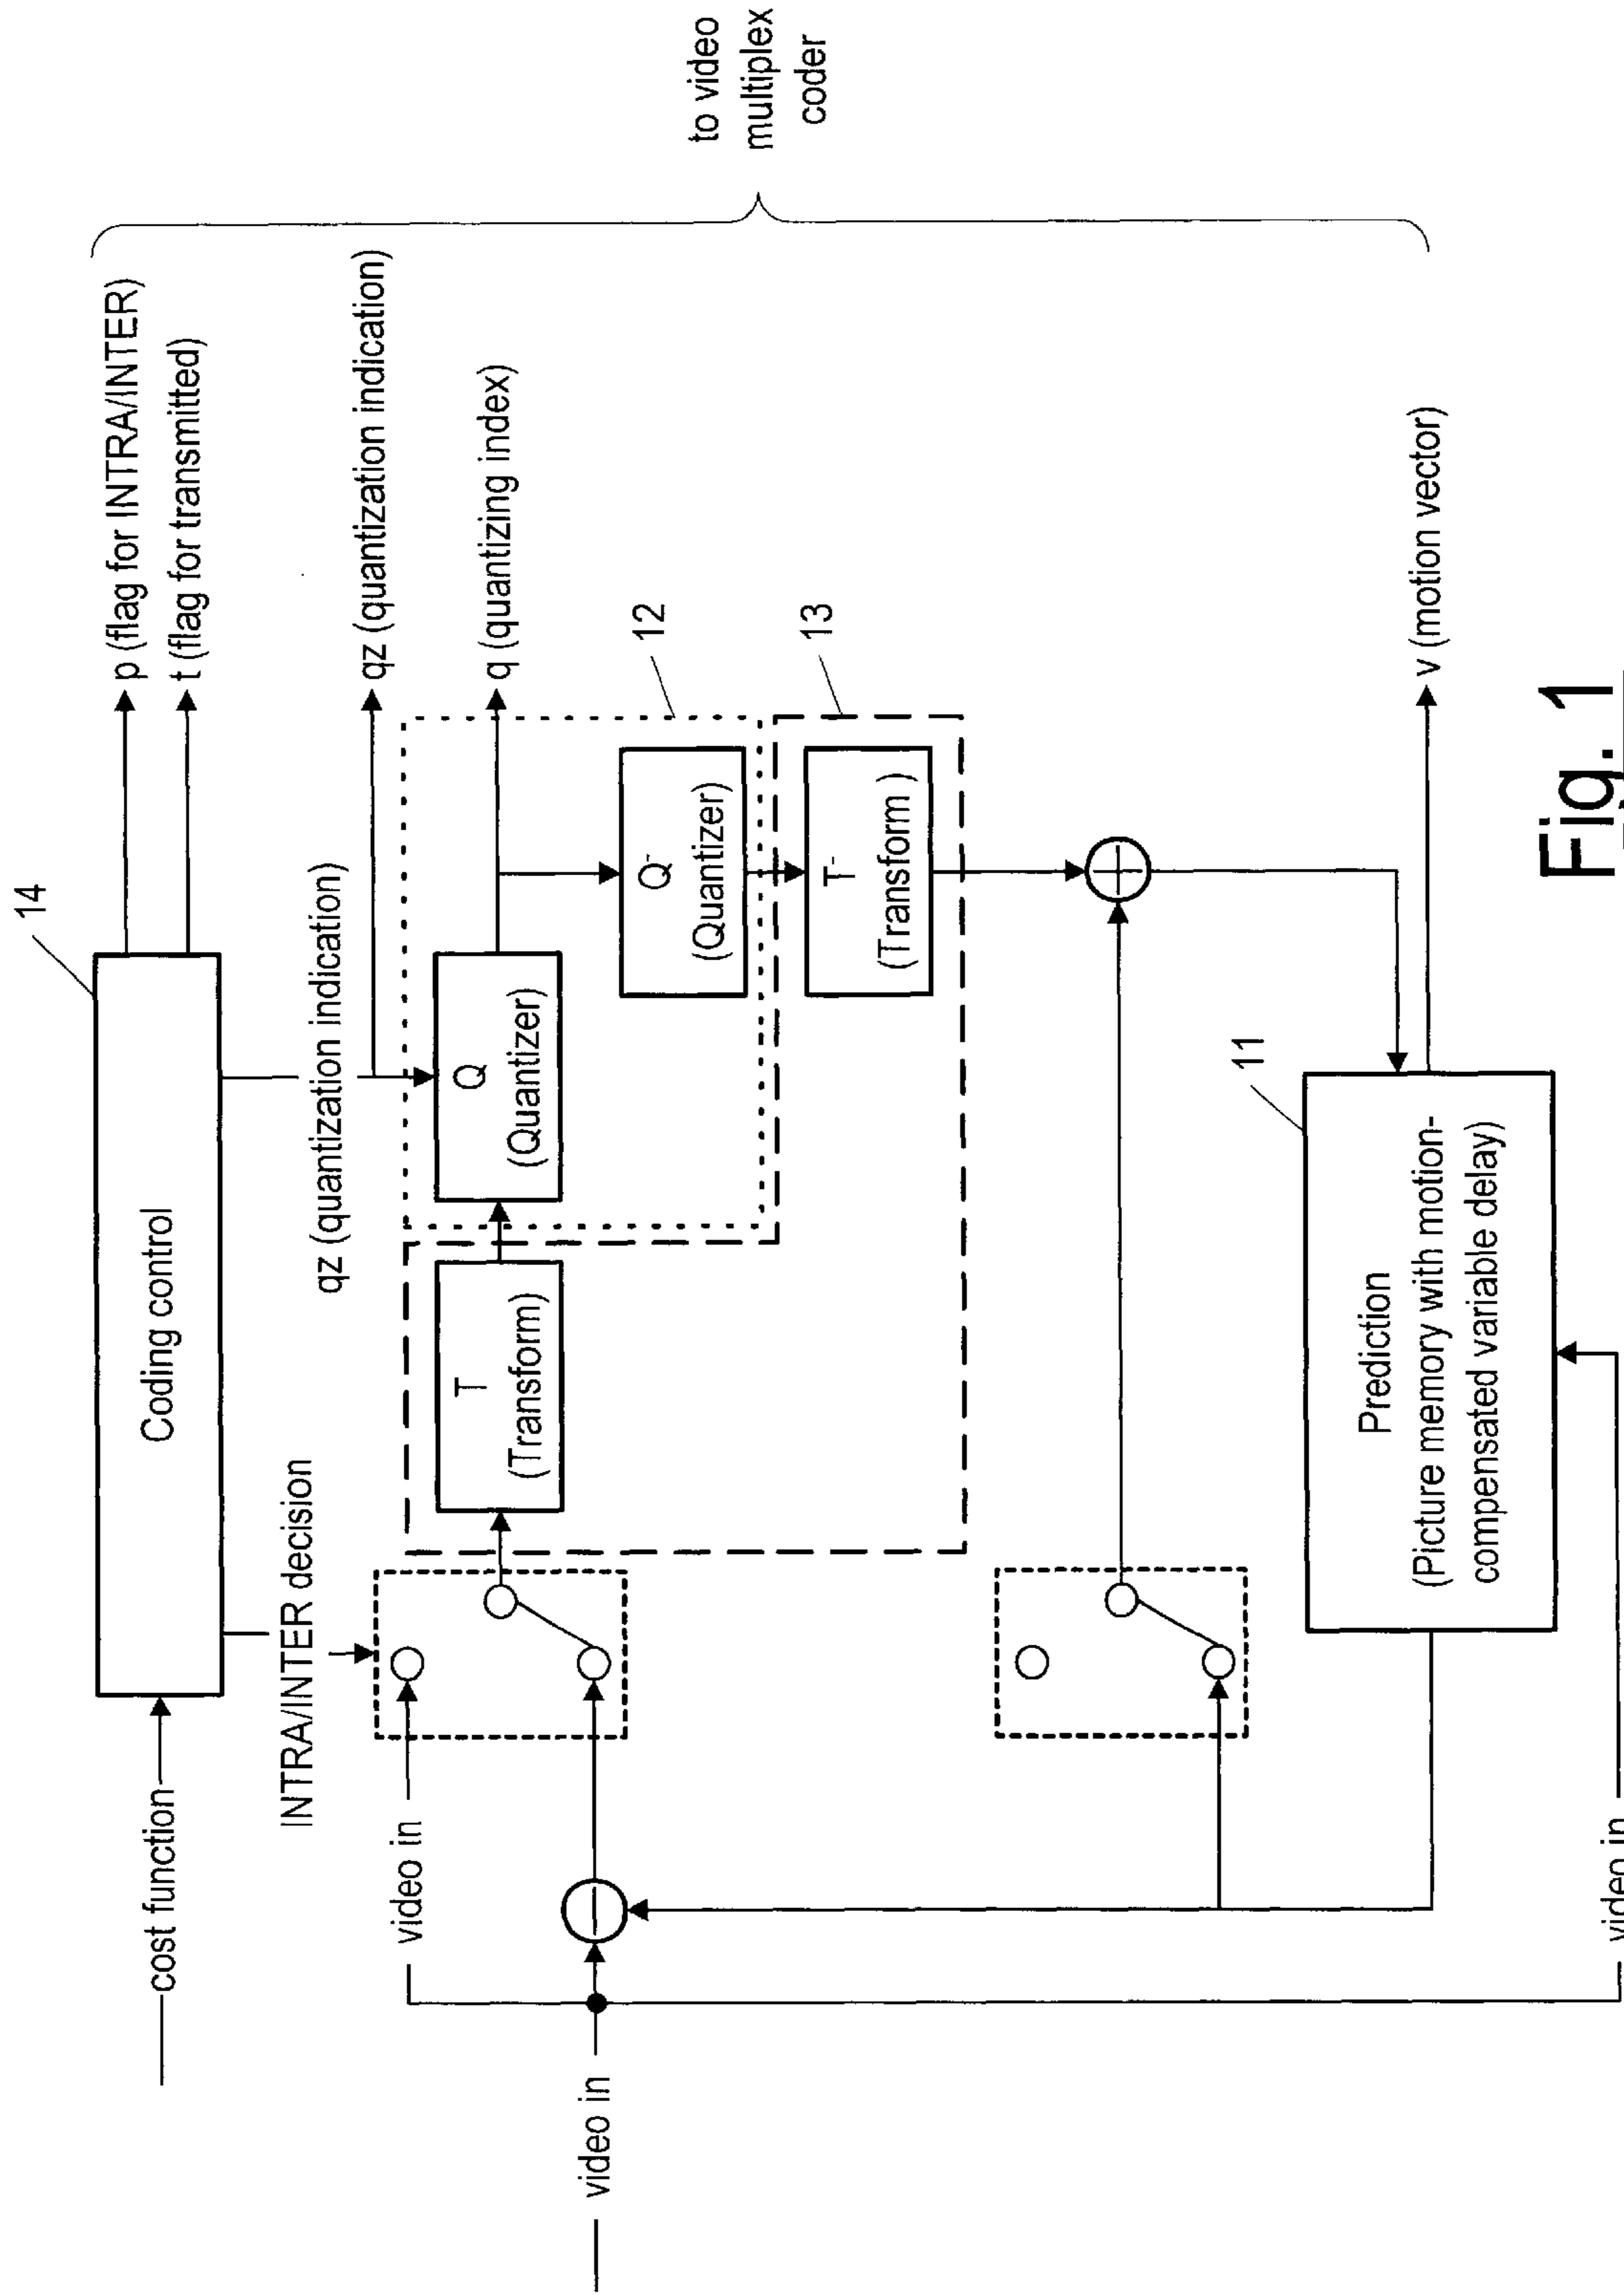 14
cost function
Coding control
p (flag for INTRA/INTER)
t (flag for transmitted)
INTRA/INTER decision
qz (quantization indication)
qz (quantization indication)
to video
multiplex
coder
video in
T
(Transform)
Q
(Quantizer)
q (quantizing index)
12
Q-
(Quantizer)
13
T-
(Transform)
video in
11
Prediction
(Picture memory with motion-
compensated variable delay)
v (motion vector)
video in
Fig. 1